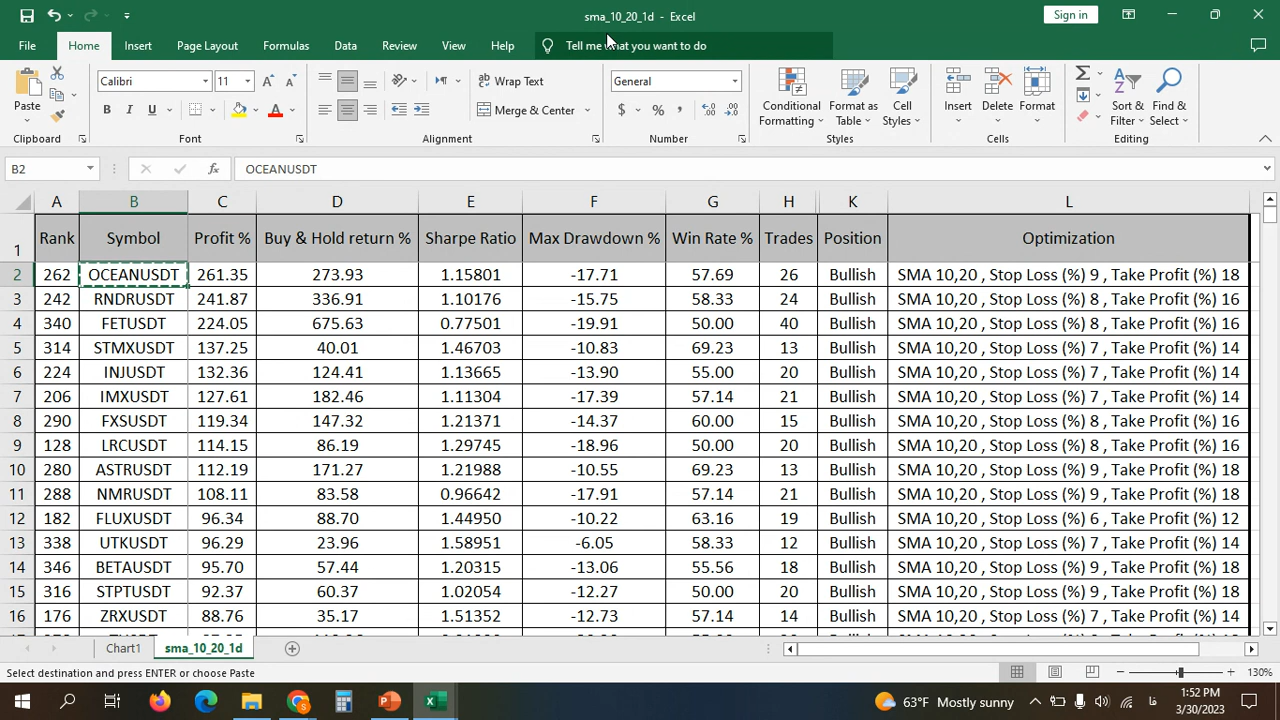 sma_10_20_1d - Excel
Sign in
File Home Insert Page Layout Formulas Data Review View Help Tell me what you want to do
Paste
Calibri 11
B I U
Wrap Text
Merge & Center
General
$ % ,
Conditional Formatting
Format as Table
Cell Styles
Insert
Delete
Format
Sort & Filter
Find & Select
Clipboard Font Alignment Number Styles Cells Editing
B2 fx OCEANUSDT
A B C D E F G H K L
1 Rank Symbol Profit % Buy & Hold return % Sharpe Ratio Max Drawdown % Win Rate % Trades Position Optimization
2 262 OCEANUSDT 261.35 273.93 1.15801 -17.71 57.69 26 Bullish SMA 10,20 , Stop Loss (%) 9 , Take Profit (%) 18
3 242 RNDRUSDT 241.87 336.91 1.10176 -15.75 58.33 24 Bullish SMA 10,20 , Stop Loss (%) 8 , Take Profit (%) 16
4 340 FETUSDT 224.05 675.63 0.77501 -19.91 50.00 40 Bullish SMA 10,20 , Stop Loss (%) 8 , Take Profit (%) 16
5 314 STMXUSDT 137.25 40.01 1.46703 -10.83 69.23 13 Bullish SMA 10,20 , Stop Loss (%) 7 , Take Profit (%) 14
6 224 INJUSDT 132.36 124.41 1.13665 -13.90 55.00 20 Bullish SMA 10,20 , Stop Loss (%) 7 , Take Profit (%) 14
7 206 IMXUSDT 127.61 182.46 1.11304 -17.39 57.14 21 Bullish SMA 10,20 , Stop Loss (%) 7 , Take Profit (%) 14
8 290 FXSUSDT 119.34 147.32 1.21371 -14.37 60.00 15 Bullish SMA 10,20 , Stop Loss (%) 8 , Take Profit (%) 16
9 128 LRCUSDT 114.15 86.19 1.29745 -18.96 50.00 20 Bullish SMA 10,20 , Stop Loss (%) 8 , Take Profit (%) 16
10 280 ASTRUSDT 112.19 171.27 1.21988 -10.55 69.23 13 Bullish SMA 10,20 , Stop Loss (%) 9 , Take Profit (%) 18
11 288 NMRUSDT 108.11 83.58 0.96642 -17.91 57.14 21 Bullish SMA 10,20 , Stop Loss (%) 9 , Take Profit (%) 18
12 182 FLUXUSDT 96.34 88.70 1.44950 -10.22 63.16 19 Bullish SMA 10,20 , Stop Loss (%) 6 , Take Profit (%) 12
13 338 UTKUSDT 96.29 23.96 1.58951 -6.05 58.33 12 Bullish SMA 10,20 , Stop Loss (%) 7 , Take Profit (%) 14
14 346 BETAUSDT 95.70 57.44 1.20315 -13.06 55.56 18 Bullish SMA 10,20 , Stop Loss (%) 9 , Take Profit (%) 18
15 316 STPTUSDT 92.37 60.37 1.02054 -12.27 50.00 20 Bullish SMA 10,20 , Stop Loss (%) 9 , Take Profit (%) 18
16 176 ZRXUSDT 88.76 35.17 1.51352 -12.73 57.14 14 Bullish SMA 10,20 , Stop Loss (%) 7 , Take Profit (%) 14
Chart1 sma_10_20_1d
Select destination and press ENTER or choose Paste 130%
63°F Mostly sunny فا 1:52 PM
3/30/2023